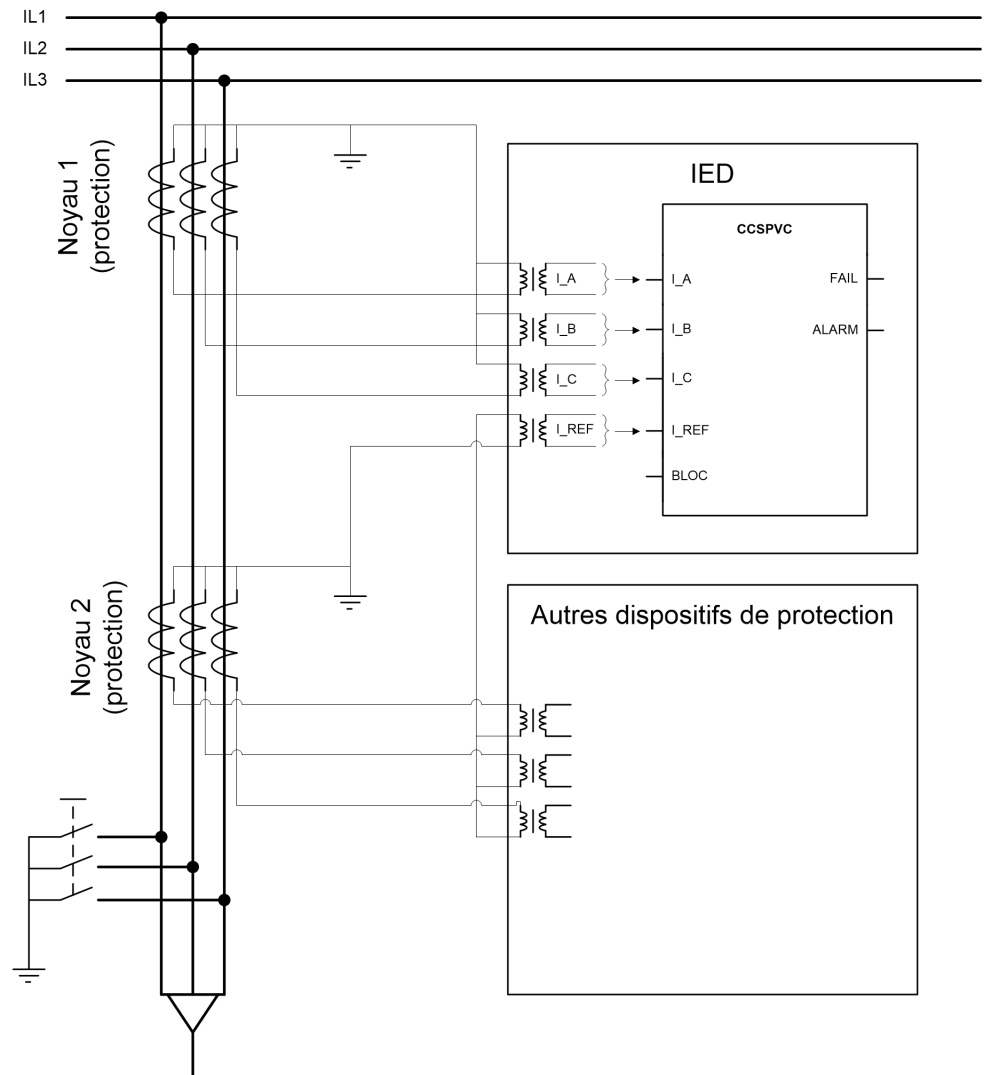 IL1
IL2
IL3
Noyau 1
(protection)
IED
CCSPVC
I_A
I_A
FAIL
I_B
I_B
ALARM
I_C
I_C
I_REF
I_REF
BLOC
Noyau 2
(protection)
Autres dispositifs de protection